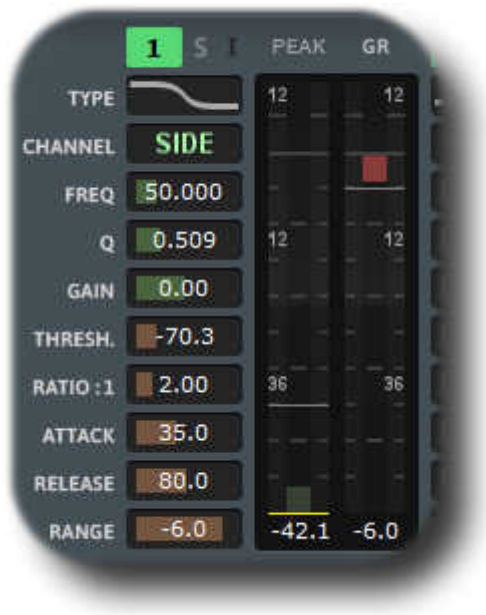 1 S I PEAK GR
TYPE 12 12
CHANNEL SIDE
FREQ 50.000
Q 0.509 12 12
GAIN 0.00
THRESH. -70.3
RATIO:1 2.00 36 36
ATTACK 35.0
RELEASE 80.0
RANGE -6.0 -42.1 -6.0